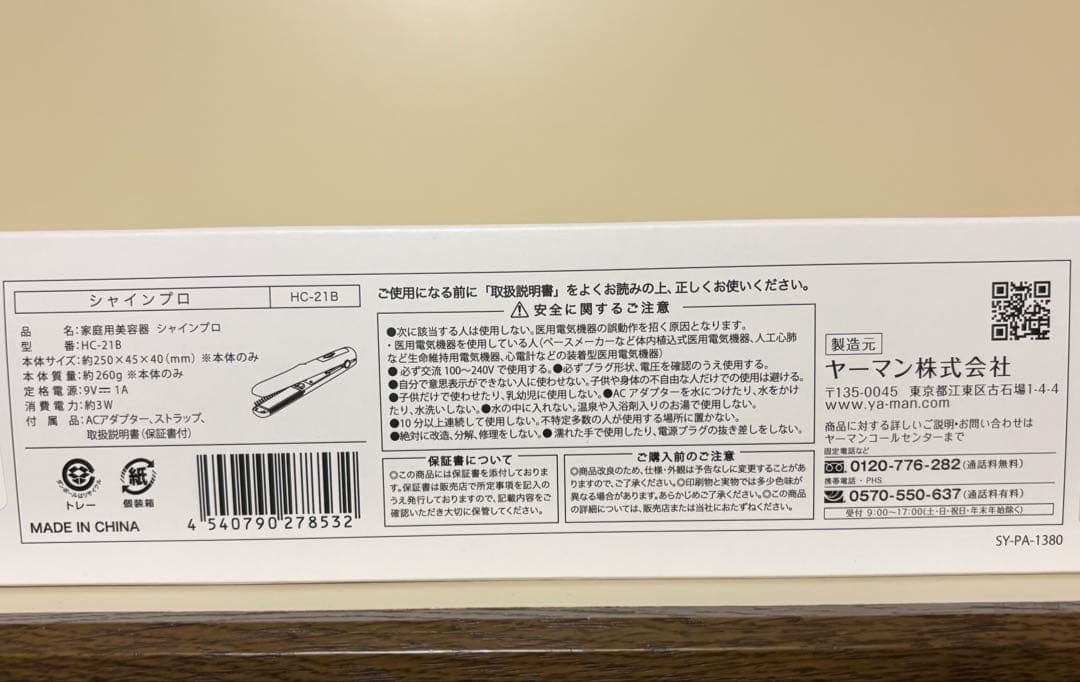 シャインプロ HC-21B
品 名:家庭用美容器 シャインプロ
型 番:HC-21B
本体サイズ:約250×45×40(mm) ※本体のみ
本体質量:約260g ※本体のみ
定格電源:9V⎓1A
消費電力:約3W
付属品:ACアダプター、ストラップ、
取扱説明書(保証書付)
ダンボールはリサイクル
トレー
紙
個装箱
MADE IN CHINA
4 540790 278532
ご使用になる前に「取扱説明書」をよくお読みの上、正しくお使いください。
安全に関するご注意
●次に該当する人は使用しない。医用電気機器の誤動作を招く原因となります。
・医用電気機器を使用している人(ペースメーカーなど体内植込式医用電気機器、人工心肺
など生命維持用電気機器、心電計などの装着型医用電気機器)
●必ず交流100〜240Vで使用する。●必ずプラグ形状、電圧を確認のうえ使用する。
●自分で意思表示ができない人に使わせない。子供や身体の不自由な人だけでの使用は避ける。
●子供だけで使わせたり、乳幼児に使用しない。●ACアダプターを水につけたり、水をかけ
たり、水洗いしない。●水の中に入れない。温泉や入浴剤入りのお湯で使用しない。
●10分以上連続して使用しない。不特定多数の人が使用する場所に置かない。
●絶対に改造、分解、修理をしない。●濡れた手で使用したり、電源プラグの抜き差しをしない。
保証書について
◎この商品には保証書を添付しておりま
す。保証書は販売店で所定事項を記入の
うえ発行しておりますので、記載内容をご
確認いただき大切に保管してください。
ご購入前のご注意
◎商品改良のため、仕様・外観は予告なしに変更することがあ
りますので、ご了承ください。◎印刷物と実物では多少色味が
異なる場合があります。あらかじめご了承ください。◎この商品
の詳細については、販売店または当社におたずねください。
製造元
ヤーマン株式会社
〒135-0045 東京都江東区古石場1-4-4
www.ya-man.com
商品に対する詳しいご説明・お問い合わせは
ヤーマンコールセンターまで
固定電話など
0120-776-282(通話料無料)
携帯電話・PHS
0570-550-637(通話料有料)
受付 9:00〜17:00(土・日・祝日・年末年始除く)
SY-PA-1380